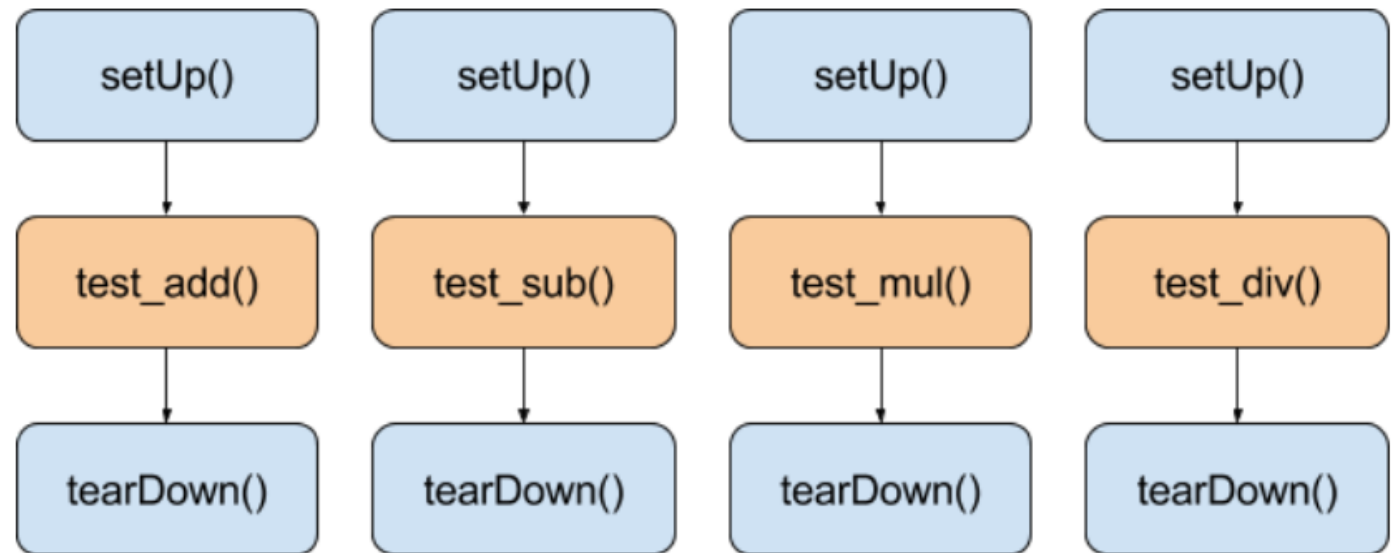 setUp()
setUp()
setUp()
setUp()
test_add()
test_sub()
test_mul()
test_div()
tearDown()
tearDown()
tearDown()
tearDown()